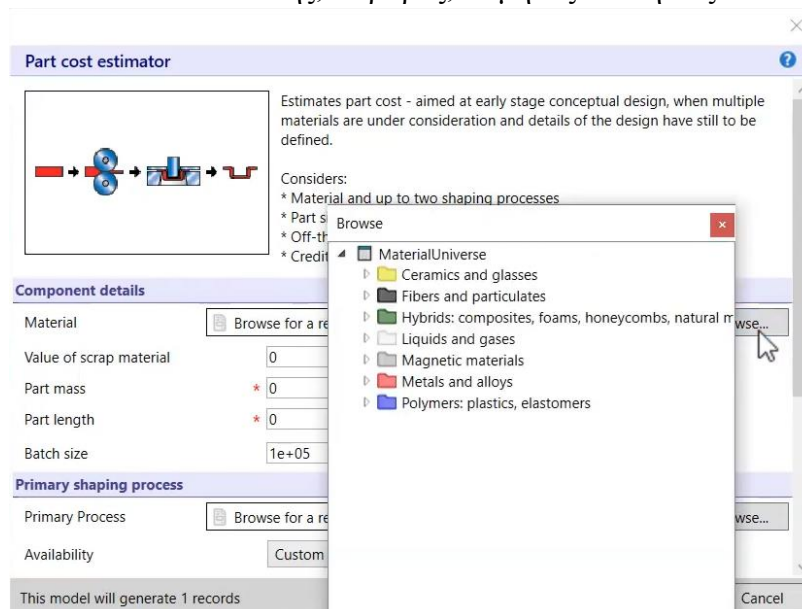 Part cost estimator
Estimates part cost - aimed at early stage conceptual design, when multiple
materials are under consideration and details of the design have still to be
defined.
Considers:
* Material and up to two shaping processes
* Part s
* Off-th
* Credit
Browse
MaterialUniverse
Ceramics and glasses
Fibers and particulates
Hybrids: composites, foams, honeycombs, natural m
Liquids and gases
Magnetic materials
Metals and alloys
Polymers: plastics, elastomers
Component details
Material Browse for a re wse...
Value of scrap material 0
Part mass * 0
Part length * 0
Batch size 1e+05
Primary shaping process
Primary Process Browse for a re wse...
Availability Custom
This model will generate 1 records Cancel